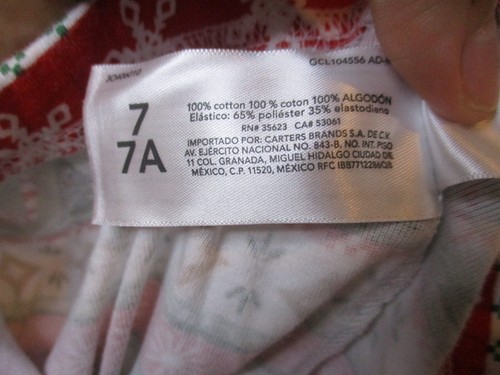 GCL104556 AD-
7
7A
100% cotton 100 % coton 100% ALGODÓN
Elástico: 65% poliéster 35% elastodieno
RN# 35623 CA# 53061
IMPORTADO POR: CARTERS BRANDS S.A. DE C.V.
AV. EJÉRCITO NACIONAL NO. 843-B, NO. INT. PISO
11 COL. GRANADA, MIGUEL HIDALGO CIUDAD DE
MÉXICO, C.P. 11520, MÉXICO RFC